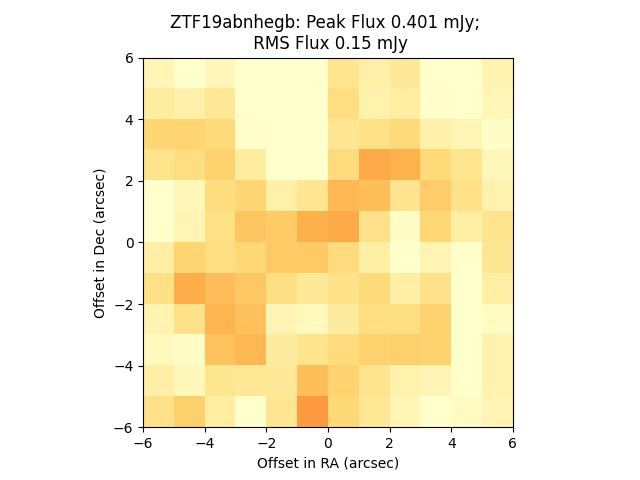 ZTF19abnhegb: Peak Flux 0.401 mJy;
RMS Flux 0.15 mJy
6
4
2
0
−2
−4
−6
Offset in Dec (arcsec)
−6 −4 −2 0 2 4 6
Offset in RA (arcsec)